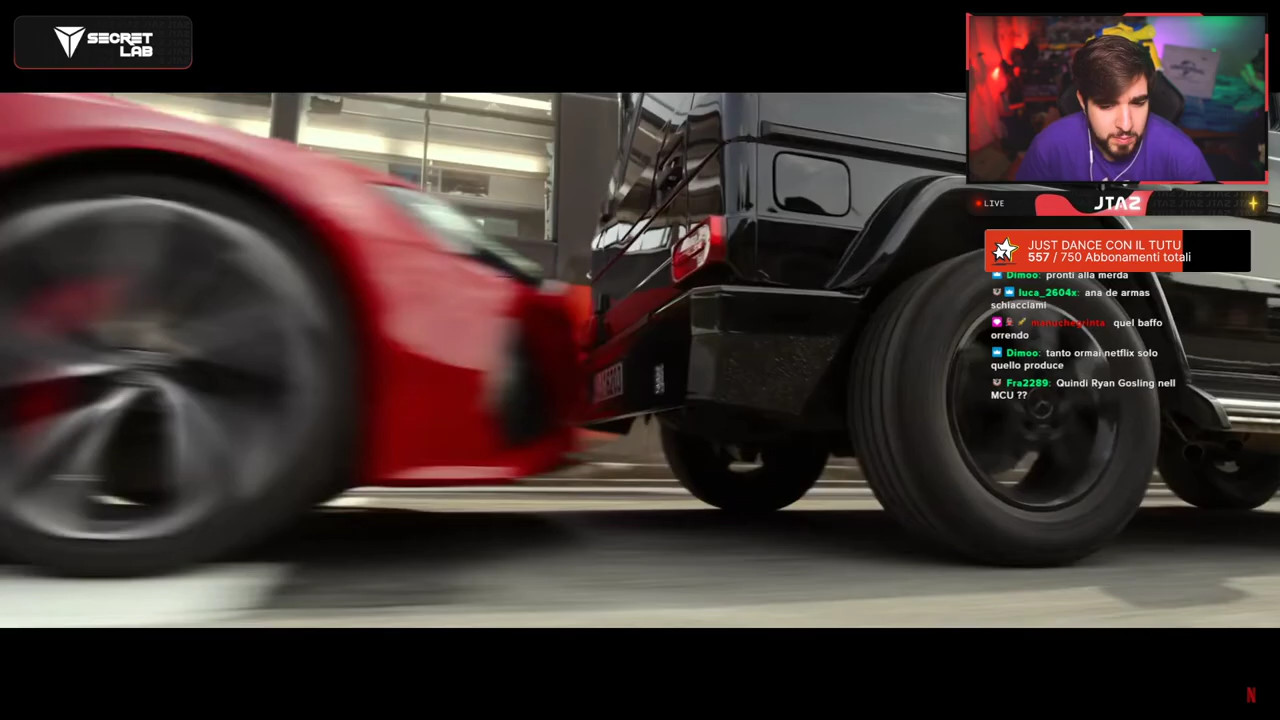 SECRET
LAB
LIVE
JTAZ
JUST DANCE CON IL TUTU
557 / 750 Abbonamenti totali
Dimoo: pronti alla merda
luca_2604x: ana de armas
schiacciami
quel baffo
orrendo
Dimoo: tanto ormai netflix solo
quello produce
Fra2289: Quindi Ryan Gosling nell
MCU ??
N